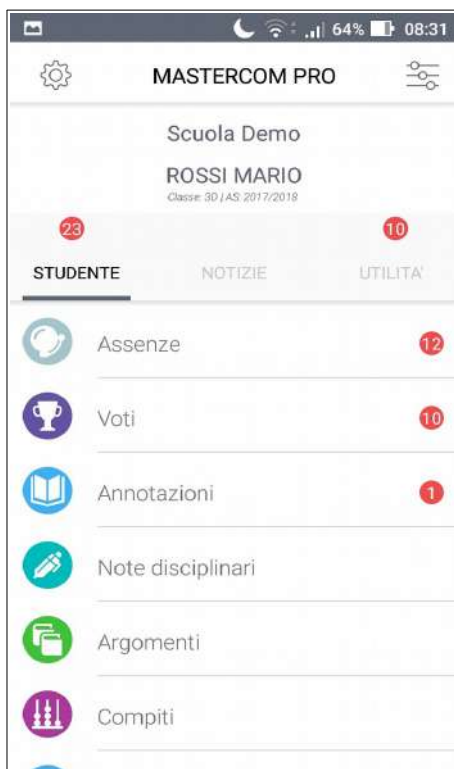 64% 08:31
MASTERCOM PRO
Scuola Demo
ROSSI MARIO
Classe: 3D | AS: 2017/2018
23 10
STUDENTE NOTIZIE UTILITA'
Assenze 12
Voti 10
Annotazioni 1
Note disciplinari
Argomenti
Compiti